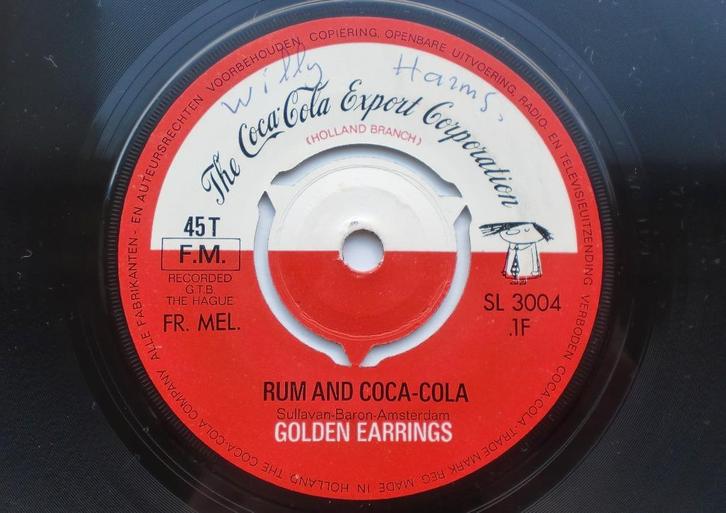 ALLE FABRIKANTEN- EN AUTEURSRECHTEN VOORBEHOUDEN COPIERING, OPENBARE UITVOERING, RADIO- EN TELEVISIEUITZENDING VERBODEN
Willy Harms.
The Coca-Cola Export Corporation
(HOLLAND BRANCH)
45T
F.M.
RECORDED
G.T.B.
THE HAGUE
FR. MEL.
SL 3004
.1F
RUM AND COCA-COLA
Sullavan-Baron-Amsterdam
GOLDEN EARRINGS
COCA-COLA-TRADE MARK REG. MADE IN HOLLAND THE COCA-COLA COMPANY